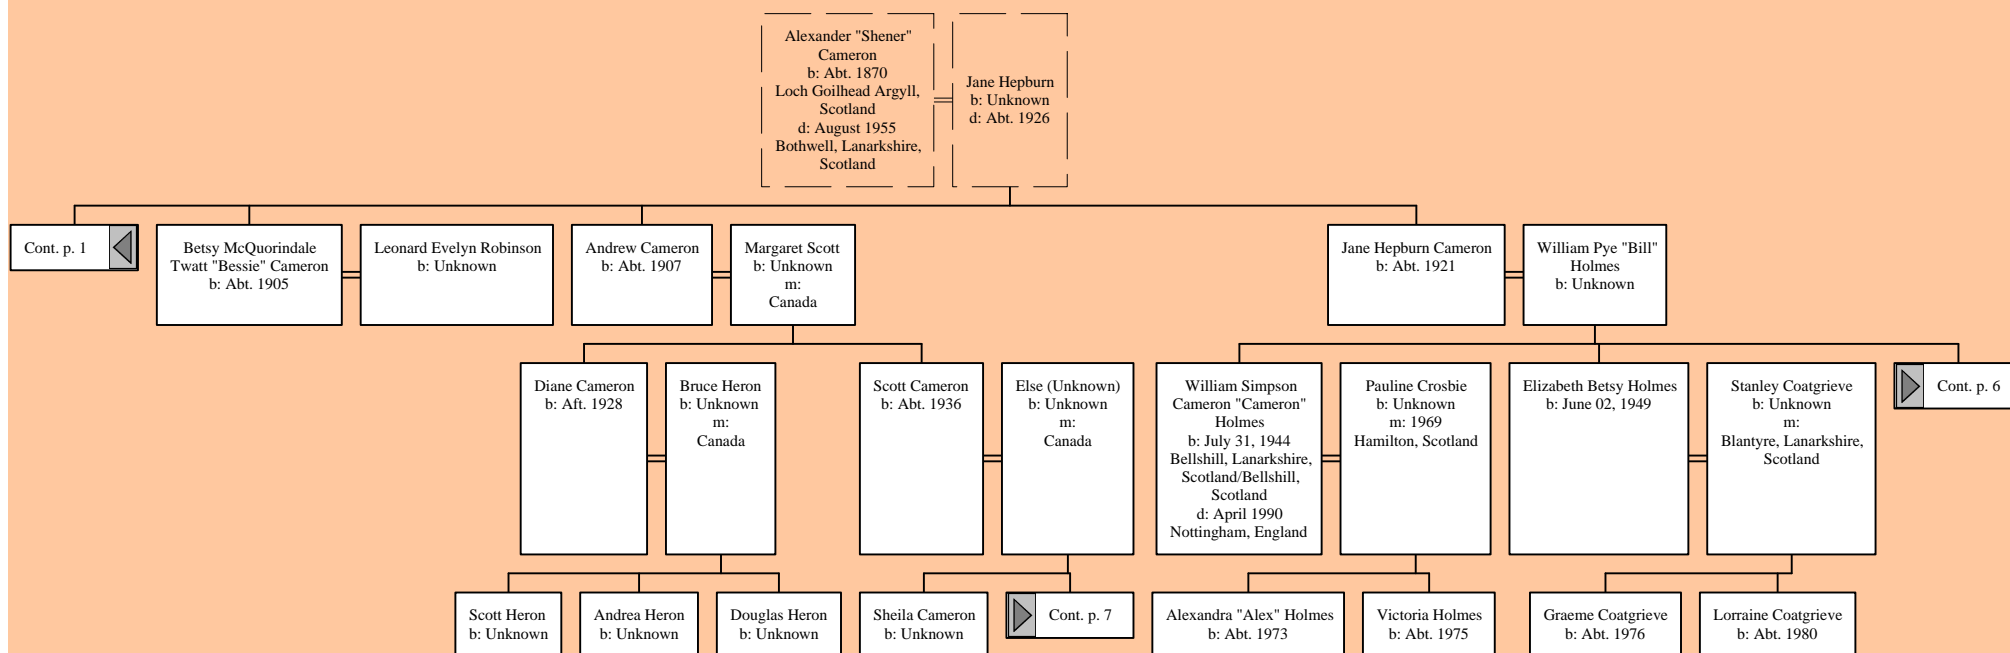 Alexander "Shener"
Cameron
b: Abt. 1870
Loch Goilhead Argyll,
Scotland
d: August 1955
Bothwell, Lanarkshire,
Scotland
Jane Hepburn
b: Unknown
d: Abt. 1926
Cont. p. 1
Betsy McQuorindale
Twatt "Bessie" Cameron
b: Abt. 1905
Leonard Evelyn Robinson
b: Unknown
Andrew Cameron
b: Abt. 1907
Margaret Scott
b: Unknown
m:
Canada
Jane Hepburn Cameron
b: Abt. 1921
William Pye "Bill"
Holmes
b: Unknown
Diane Cameron
b: Aft. 1928
Bruce Heron
b: Unknown
m:
Canada
Scott Cameron
b: Abt. 1936
Else (Unknown)
b: Unknown
m:
Canada
William Simpson
Cameron "Cameron"
Holmes
b: July 31, 1944
Bellshill, Lanarkshire,
Scotland/Bellshill,
Scotland
d: April 1990
Nottingham, England
Pauline Crosbie
b: Unknown
m: 1969
Hamilton, Scotland
Elizabeth Betsy Holmes
b: June 02, 1949
Stanley Coatgrieve
b: Unknown
m:
Blantyre, Lanarkshire,
Scotland
Cont. p. 6
Scott Heron
b: Unknown
Andrea Heron
b: Unknown
Douglas Heron
b: Unknown
Sheila Cameron
b: Unknown
Cont. p. 7
Alexandra "Alex" Holmes
b: Abt. 1973
Victoria Holmes
b: Abt. 1975
Graeme Coatgrieve
b: Abt. 1976
Lorraine Coatgrieve
b: Abt. 1980